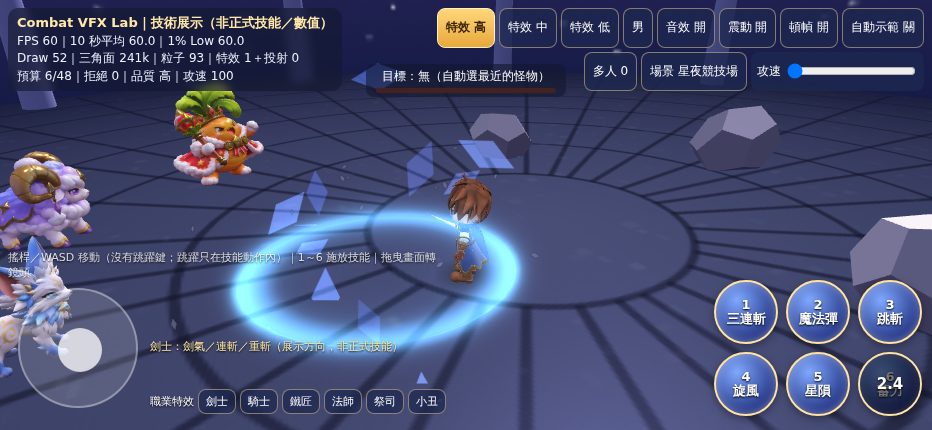 Combat VFX Lab｜技術展示（非正式技能／數值）
FPS 60｜10 秒平均 60.0｜1% Low 60.0
Draw 52｜三角面 241k｜粒子 93｜特效 1＋投射 0
預算 6/48｜拒絕 0｜品質 高｜攻速 100
特效 高
特效 中
特效 低
男
音效 開
震動 開
頓幀 開
自動示範 關
多人 0
場景 星夜競技場
攻速
目標：無（自動選最近的怪物）
搖桿／WASD 移動（沒有跳躍鍵；跳躍只在技能動作內）｜1~6 施放技能｜拖曳畫面轉
鏡頭
劍士：劍氣／連斬／重斬（展示方向，非正式技能）
職業特效
劍士
騎士
鐵匠
法師
祭司
小丑
1
三連斬
2
魔法彈
3
跳斬
4
旋風
5
星隕
6
2.4